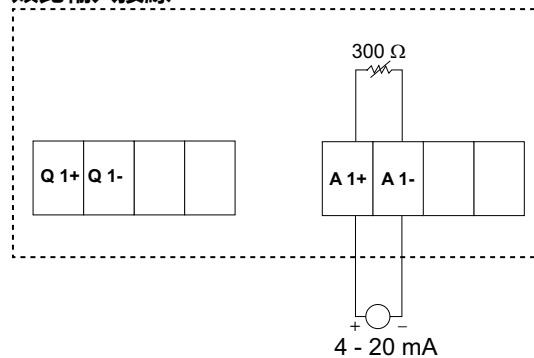 300 Ω
Q 1+ Q 1-
A 1+ A 1-
+ −
4 - 20 mA